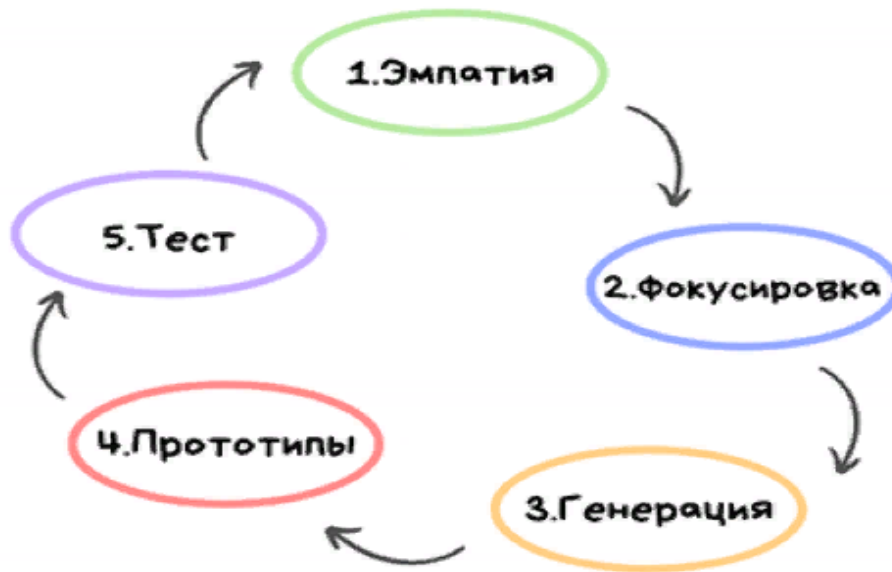 1.Эмпатия
2.Фокусировка
3.Генерация
4.Прототипы
5.Тест